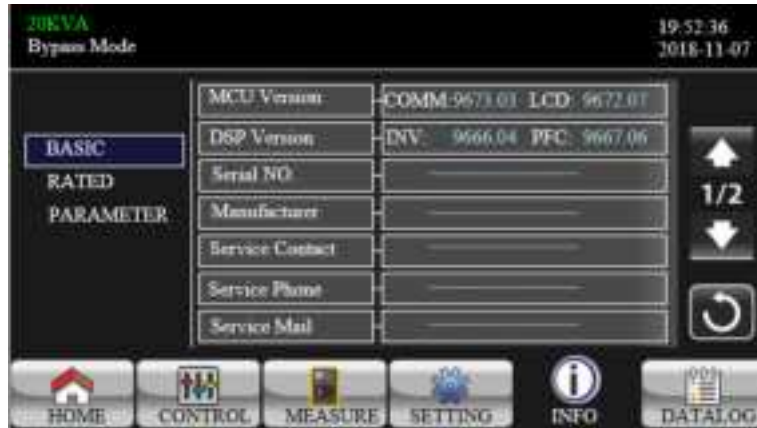 20KVA
Bypass Mode
19:52:36
2018-11-07
BASIC
RATED
PARAMETER
MCU Version COMM:9673.03 LCD: 9672.07
DSP Version INV: 9666.04 PFC: 9667.06
Serial NO.
Manufacturer
Service Contact
Service Phone
Service Mail
1/2
HOME
CONTROL
MEASURE
SETTING
INFO
DATALOG